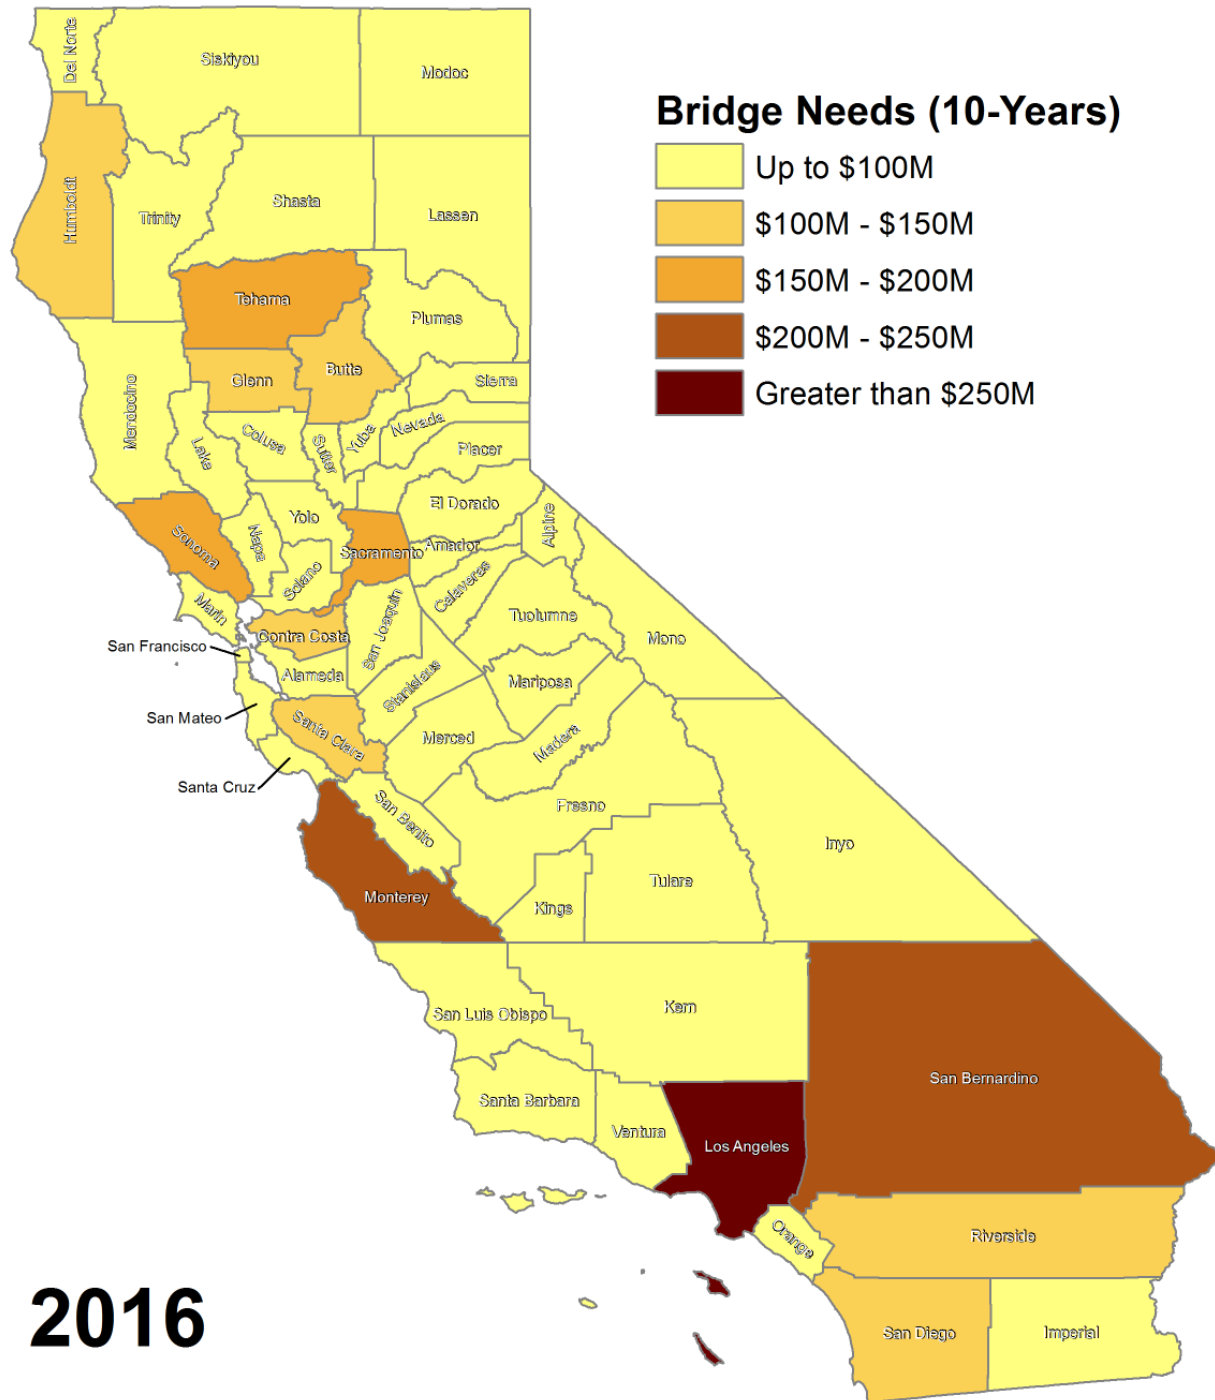 Del Norte
Siskiyou
Modoc
Bridge Needs (10-Years)
Up to $100M
$100M - $150M
$150M - $200M
$200M - $250M
Greater than $250M
Humboldt
Trinity
Shasta
Lassen
Tehama
Plumas
Glenn
Butte
Sierra
Mendocino
Lake
Colusa
Sutter
Yuba
Nevada
Placer
El Dorado
Alpine
Sonoma
Napa
Yolo
Sacramento
Amador
Solano
Calaveras
Marin
Contra Costa
San Joaquin
Tuolumne
Mono
San Francisco
Alameda
Stanislaus
Mariposa
San Mateo
Santa Clara
Merced
Madera
Santa Cruz
San Benito
Fresno
Inyo
Monterey
Kings
Tulare
San Luis Obispo
Kern
San Bernardino
Santa Barbara
Ventura
Los Angeles
Orange
Riverside
San Diego
Imperial
2016